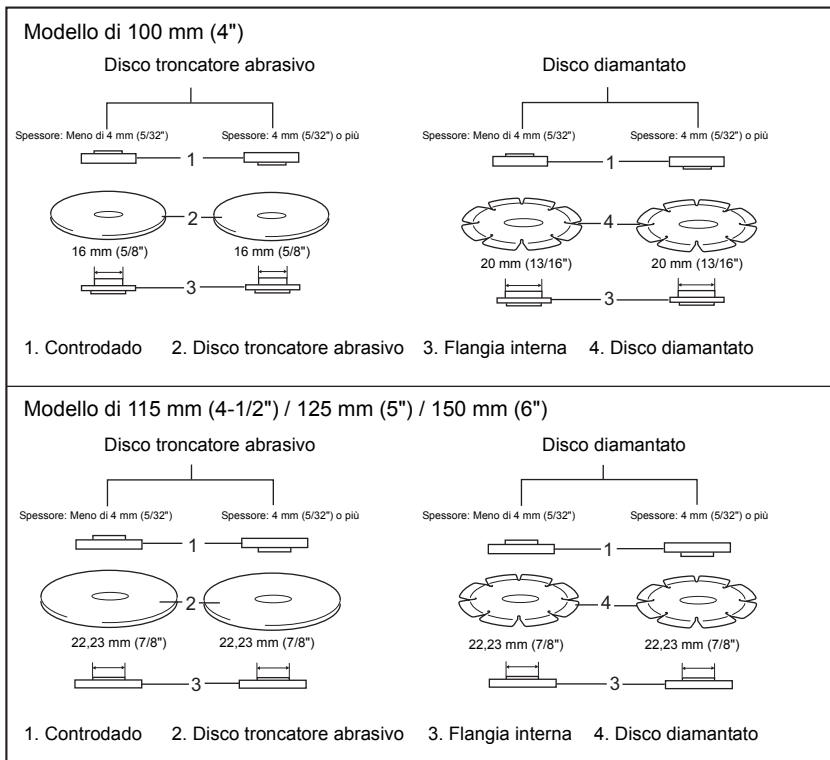 Modello di 100 mm (4")
Disco troncatore abrasivo
Disco diamantato
Spessore: Meno di 4 mm (5/32")
Spessore: 4 mm (5/32") o più
Spessore: Meno di 4 mm (5/32")
Spessore: 4 mm (5/32") o più
1
1
2
4
16 mm (5/8")
16 mm (5/8")
20 mm (13/16")
20 mm (13/16")
3
3
1. Controdado 2. Disco troncatore abrasivo 3. Flangia interna 4. Disco diamantato
Modello di 115 mm (4-1/2") / 125 mm (5") / 150 mm (6")
Disco troncatore abrasivo
Disco diamantato
Spessore: Meno di 4 mm (5/32")
Spessore: 4 mm (5/32") o più
Spessore: Meno di 4 mm (5/32")
Spessore: 4 mm (5/32") o più
1
1
2
4
22,23 mm (7/8")
22,23 mm (7/8")
22,23 mm (7/8")
22,23 mm (7/8")
3
3
1. Controdado 2. Disco troncatore abrasivo 3. Flangia interna 4. Disco diamantato